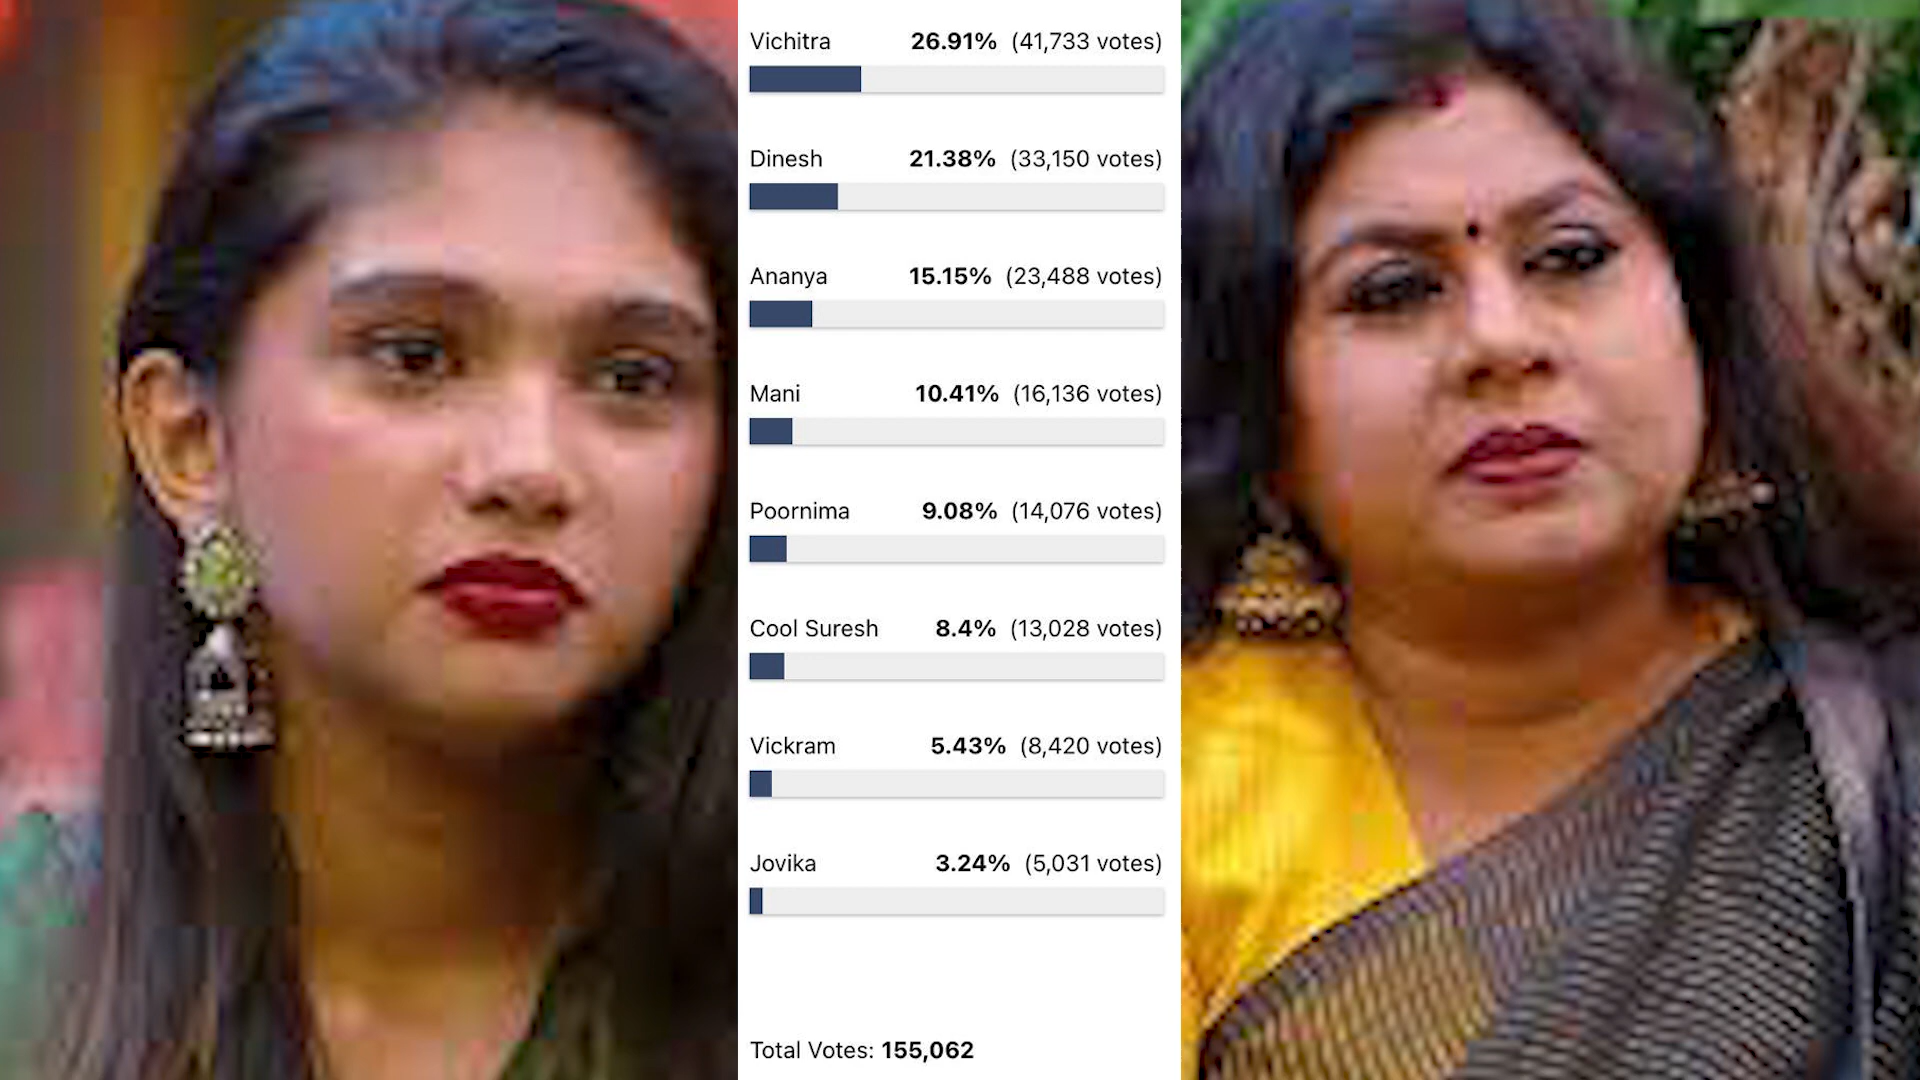 Vichitra 26.91% (41,733 votes)
Dinesh 21.38% (33,150 votes)
Ananya 15.15% (23,488 votes)
Mani 10.41% (16,136 votes)
Poornima 9.08% (14,076 votes)
Cool Suresh 8.4% (13,028 votes)
Vickram 5.43% (8,420 votes)
Jovika 3.24% (5,031 votes)
Total Votes: 155,062